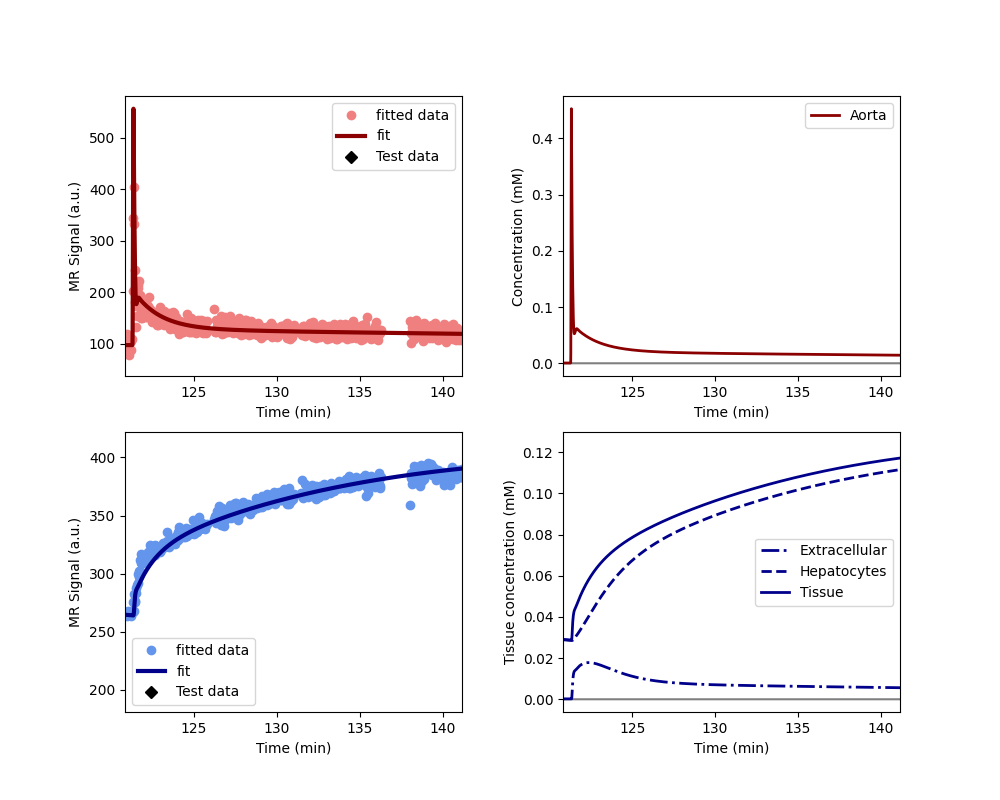 500
400
300
200
100
MR Signal (a.u.)
125 130 135 140
Time (min)
fitted data
fit
Test data
0.4
0.3
0.2
0.1
0.0
Concentration (mM)
125 130 135 140
Time (min)
Aorta
400
350
300
250
200
MR Signal (a.u.)
125 130 135 140
Time (min)
fitted data
fit
Test data
0.12
0.10
0.08
0.06
0.04
0.02
0.00
Tissue concentration (mM)
125 130 135 140
Time (min)
Extracellular
Hepatocytes
Tissue